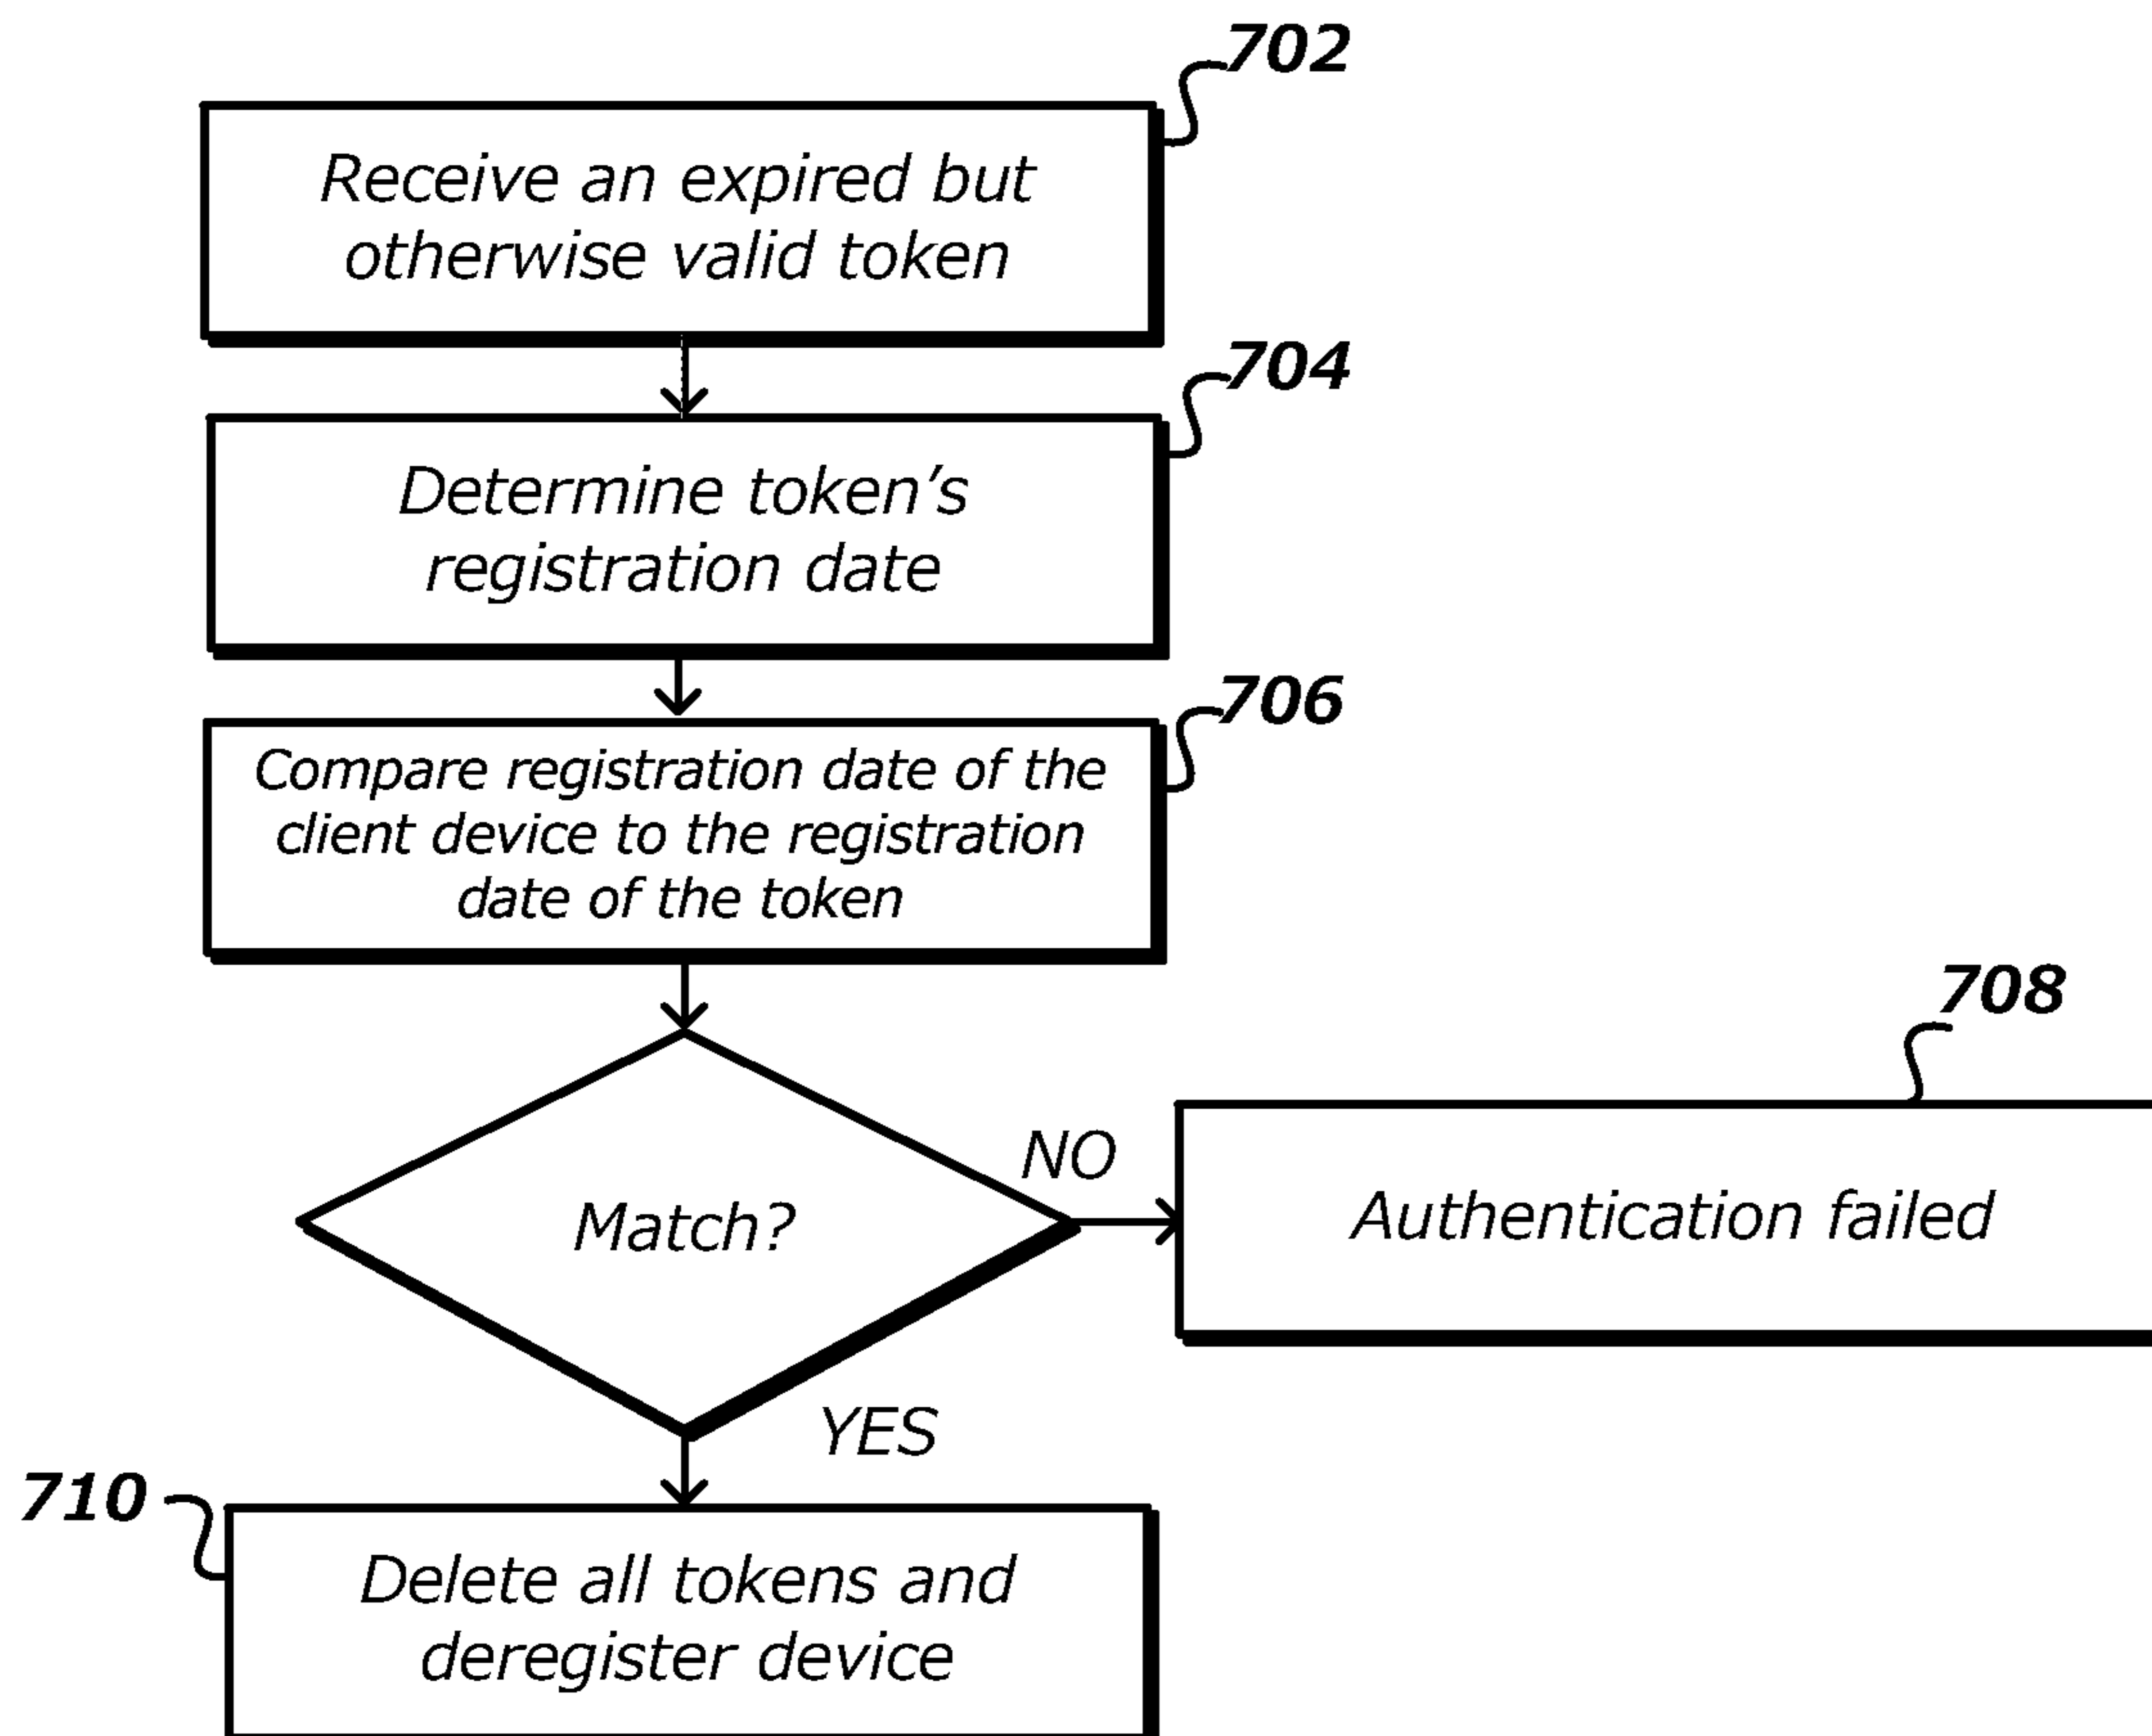 702
Receive an expired but
otherwise valid token
704
Determine token’s
registration date
706
Compare registration date of the
client device to the registration
date of the token
708
NO
Match?
Authentication failed
YES
710
Delete all tokens and
deregister device